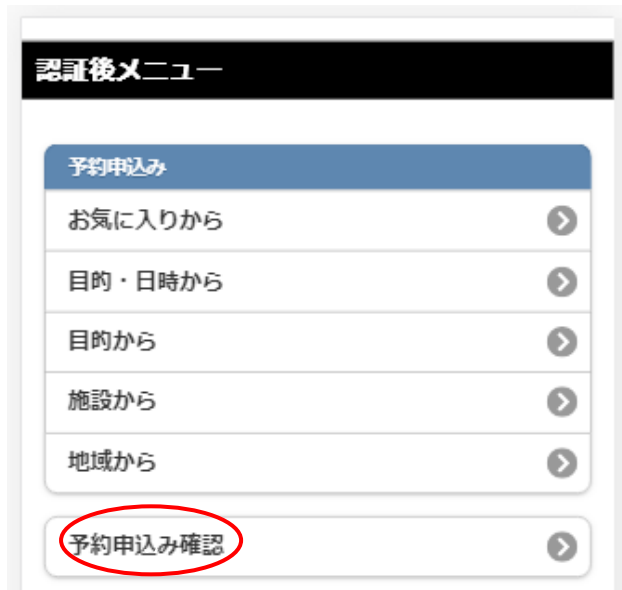 認証後メニュー
予約申込み
お気に入りから
目的・日時から
目的から
施設から
地域から
予約申込み確認